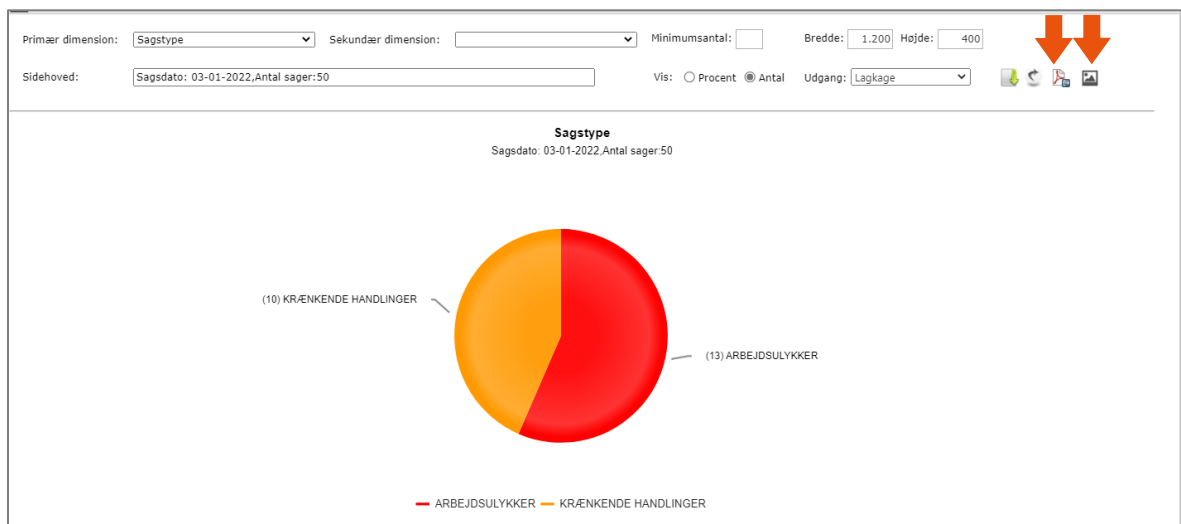 Primær dimension: Sagstype Sekundær dimension: Minimumsantal: Bredde: 1.200 Højde: 400
Sidehoved: Sagsdato: 03-01-2022,Antal sager:50 Vis: Procent Antal Udgang: Lagkage
Sagstype
Sagsdato: 03-01-2022,Antal sager:50
(10) KRÆNKENDE HANDLINGER
(13) ARBEJDSULYKKER
ARBEJDSULYKKER KRÆNKENDE HANDLINGER